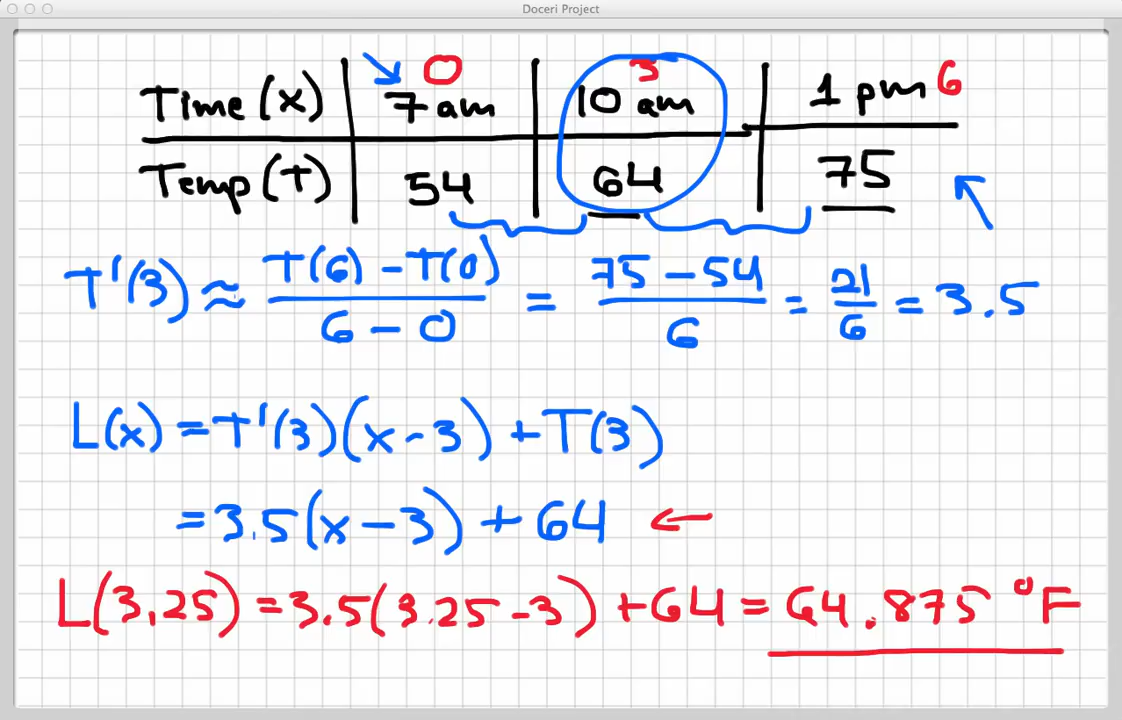 Doceri Project
0 3 6
Time (x) 7 am 10 am 1 pm
Temp (T) 54 64 75
T'(3) ≈ T(6) - T(0) / 6 - 0 = 75 - 54 / 6 = 21/6 = 3.5
L(x) = T'(3)(x - 3) + T(3)
= 3.5(x - 3) + 64 ←
L(3.25) = 3.5(3.25 - 3) + 64 = 64.875 °F